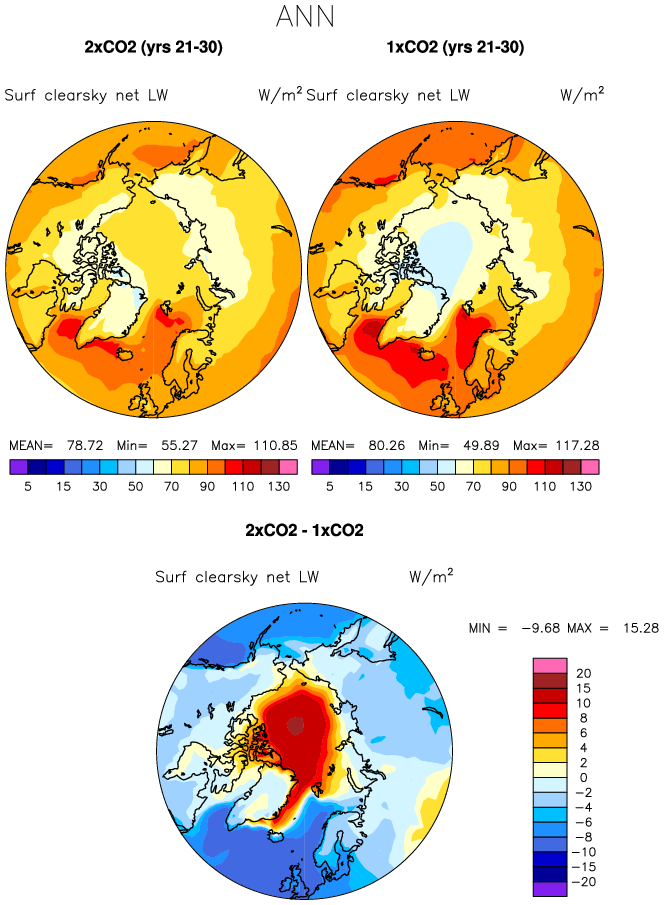 ANN
2xCO2 (yrs 21-30) 1xCO2 (yrs 21-30)
Surf clearsky net LW W/m² Surf clearsky net LW W/m²
MEAN= 78.72 Min= 55.27 Max= 110.85 MEAN= 80.26 Min= 49.89 Max= 117.28
5 15 30 50 70 90 110 130 5 15 30 50 70 90 110 130
2xCO2 - 1xCO2
Surf clearsky net LW W/m²
MIN = -9.68 MAX = 15.28
20
15
10
8
6
4
2
0
-2
-4
-6
-8
-10
-15
-20